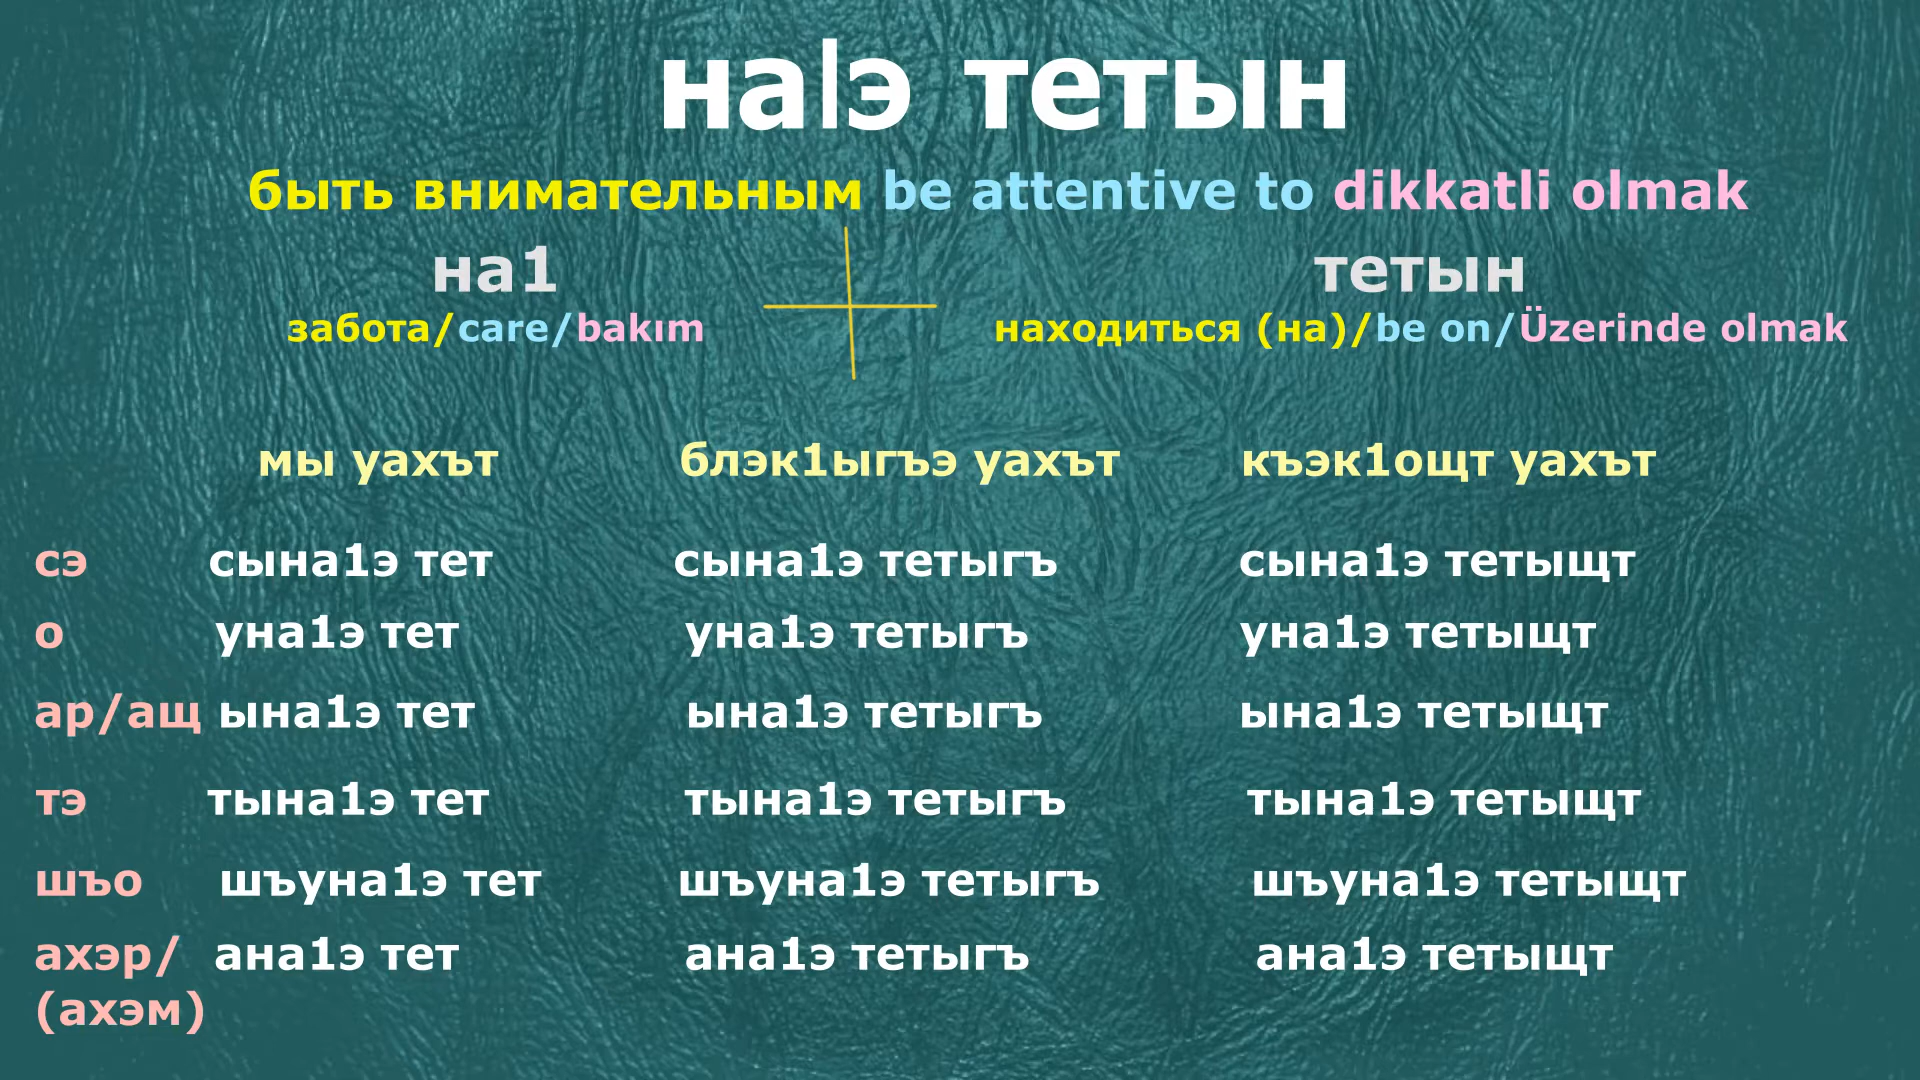 наӏэ тетын
быть внимательным be attentive to dikkatli olmak
на1 тетын
забота/care/bakım находиться (на)/be on/Üzerinde olmak
мы уахът блэк1ыгъэ уахът къэк1ощт уахът
сэ сына1э тет сына1э тетыгъ сына1э тетыщт
о уна1э тет уна1э тетыгъ уна1э тетыщт
ар/ащ ына1э тет ына1э тетыгъ ына1э тетыщт
тэ тына1э тет тына1э тетыгъ тына1э тетыщт
шъо шъуна1э тет шъуна1э тетыгъ шъуна1э тетыщт
ахэр/ ана1э тет ана1э тетыгъ ана1э тетыщт
(ахэм)